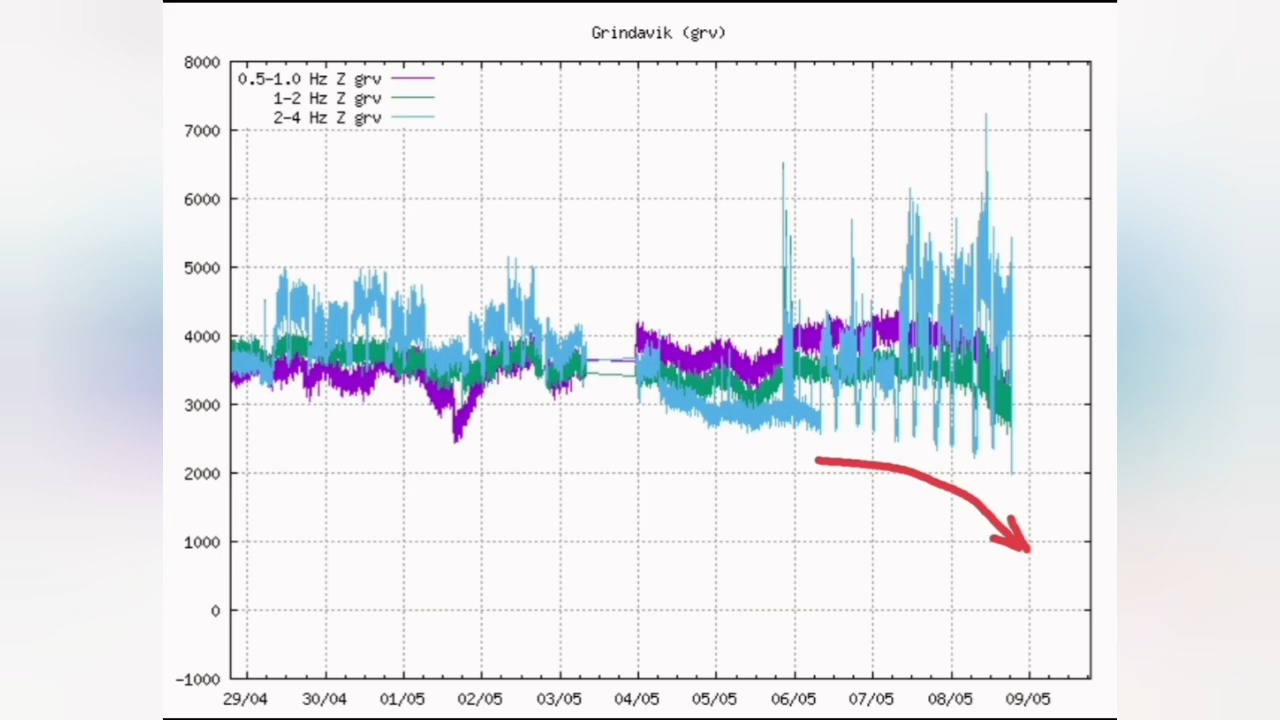 Grindavik (grv)
8000
0.5-1.0 Hz Z grv
1-2 Hz Z grv
2-4 Hz Z grv
7000
6000
5000
4000
3000
2000
1000
0
-1000
29/04 30/04 01/05 02/05 03/05 04/05 05/05 06/05 07/05 08/05 09/05